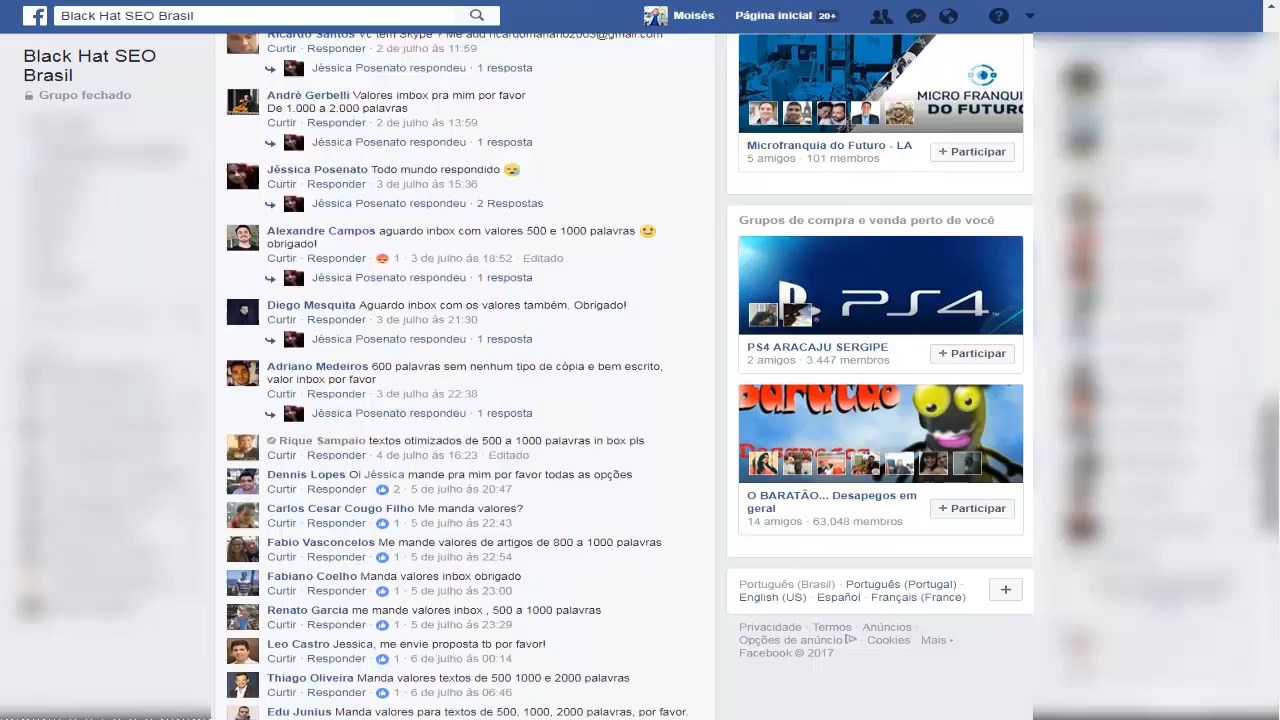 Black Hat SEO Brasil
Moisés
Página inicial 20+
Black Hat SEO
Brasil
Grupo fechado
Ricardo Santos Vc tem Skype ? Me add
Curtir · Responder · 2 de julho às 11:59
Jéssica Posenato respondeu · 1 resposta
Andrè Gerbelli Valores imbox pra mim por favor
De 1.000 a 2.000 palavras
Curtir · Responder · 2 de julho às 13:59
Jéssica Posenato respondeu · 1 resposta
Jéssica Posenato Todo mundo respondido
Curtir · Responder · 3 de julho às 15:36
Jéssica Posenato respondeu · 2 Respostas
Alexandre Campos aguardo inbox com valores 500 e 1000 palavras
obrigado!
Curtir · Responder · 1 · 3 de julho às 18:52 · Editado
Jéssica Posenato respondeu · 1 resposta
Diego Mesquita Aguardo inbox com os valores também. Obrigado!
Curtir · Responder · 3 de julho às 21:30
Jéssica Posenato respondeu · 1 resposta
Adriano Medeiros 600 palavras sem nenhum tipo de cópia e bem escrito,
valor inbox por favor
Curtir · Responder · 3 de julho às 22:38
Jéssica Posenato respondeu · 1 resposta
Rique Sampaio textos otimizados de 500 a 1000 palavras in box pls
Curtir · Responder · 4 de julho às 16:23 · Editado
Dennis Lopes Oi Jéssica mande pra mim por favor todas as opções
Curtir · Responder · 2 · 5 de julho às 20:47
Carlos Cesar Cougo Filho Me manda valores?
Curtir · Responder · 1 · 5 de julho às 22:43
Fabio Vasconcelos Me mande valores de artigos de 800 a 1000 palavras
Curtir · Responder · 1 · 5 de julho às 22:54
Fabiano Coelho Manda valores inbox obrigado
Curtir · Responder · 1 · 5 de julho às 23:00
Renato Garcia me mande valores inbox , 500 a 1000 palavras
Curtir · Responder · 1 · 5 de julho às 23:29
Leo Castro Jessica, me envie proposta tb por favor!
Curtir · Responder · 1 · 6 de julho às 00:14
Thiago Oliveira Manda valores textos de 500 1000 e 2000 palavras
Curtir · Responder · 1 · 6 de julho às 06:40
Edu Junius Manda valores para textos de 500, 1000, 2000 palavras, por favor.
MICRO FRANQUI
DO FUTURO
Microfranquia do Futuro - LA
5 amigos · 101 membros
+ Participar
Grupos de compra e venda perto de você
PS4
PS4 ARACAJU SERGIPE
2 amigos · 3.447 membros
+ Participar
Baratão
O BARATÃO... Desapegos em
geral
14 amigos · 63.048 membros
+ Participar
Português (Brasil) · Português (Portugal) ·
English (US) · Español · Français (France)
Privacidade · Termos · Anúncios ·
Opções de anúncio · Cookies · Mais
Facebook © 2017